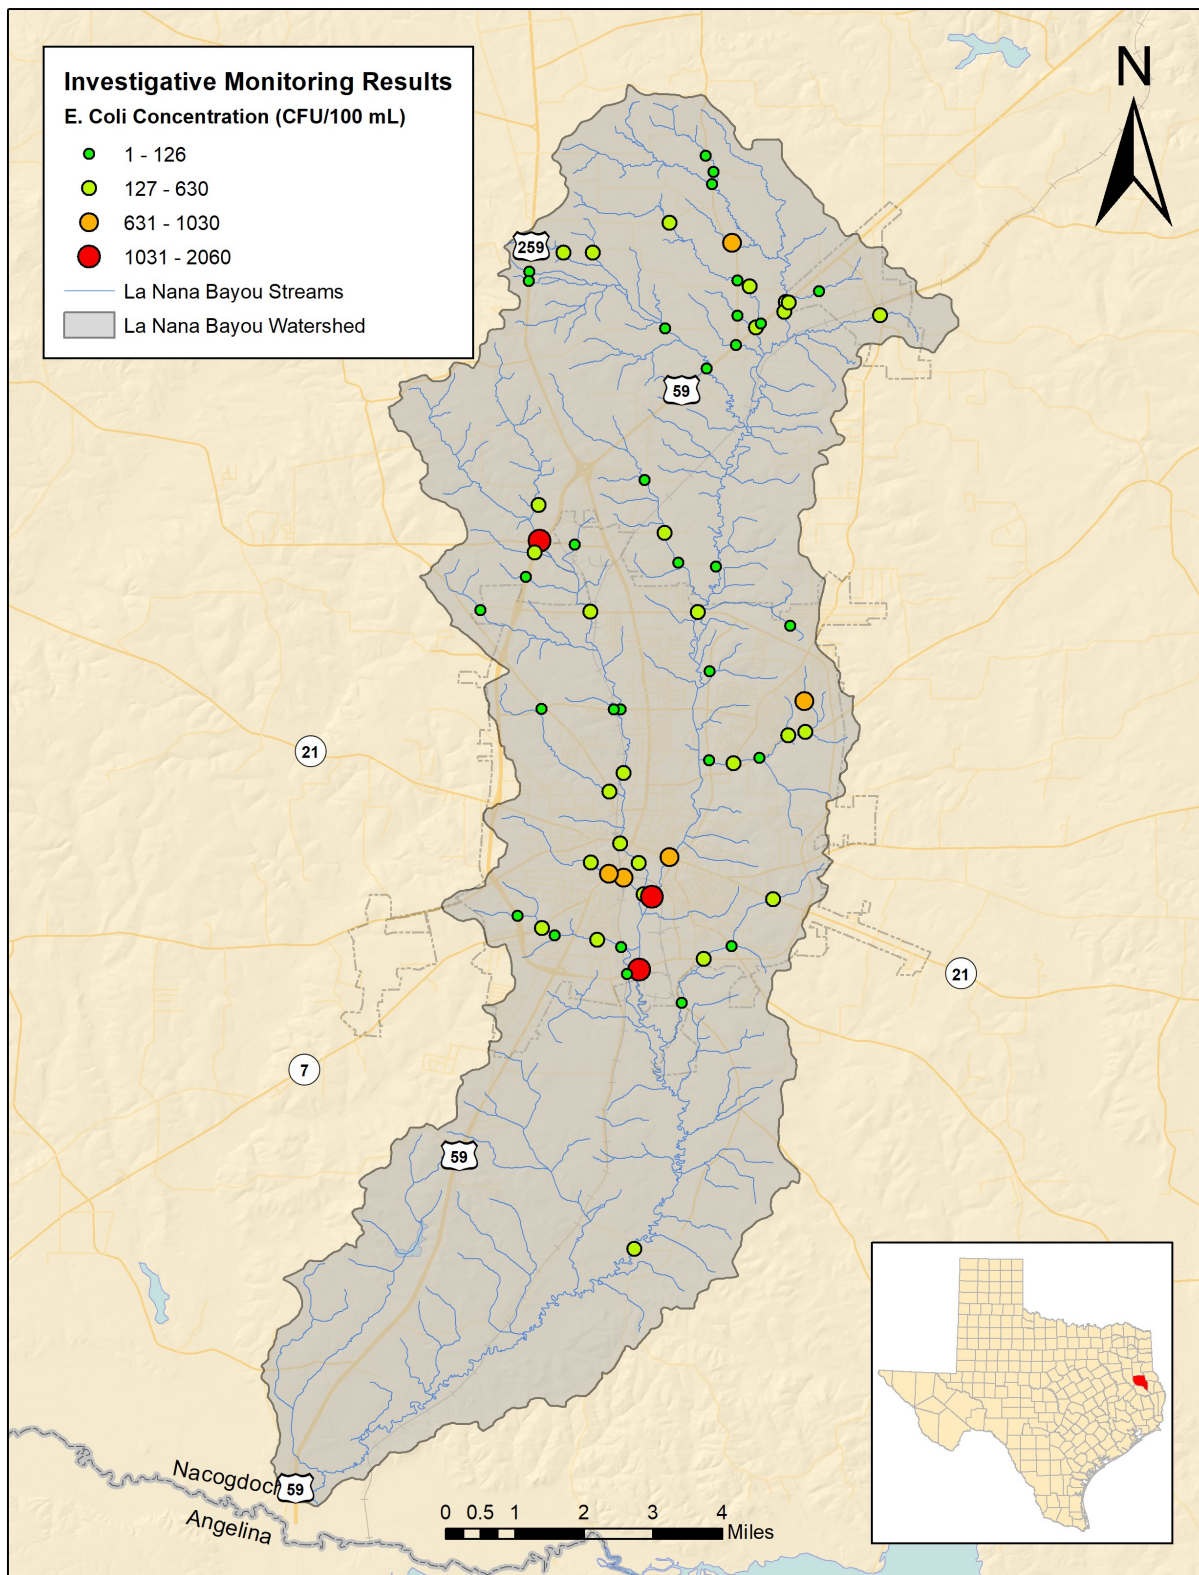 Investigative Monitoring Results
E. Coli Concentration (CFU/100 mL)
1 - 126
127 - 630
631 - 1030
1031 - 2060
La Nana Bayou Streams
La Nana Bayou Watershed
N
259
59
21
21
7
59
Nacogdoch
59
Angelina
0 0.5 1 2 3 4
Miles